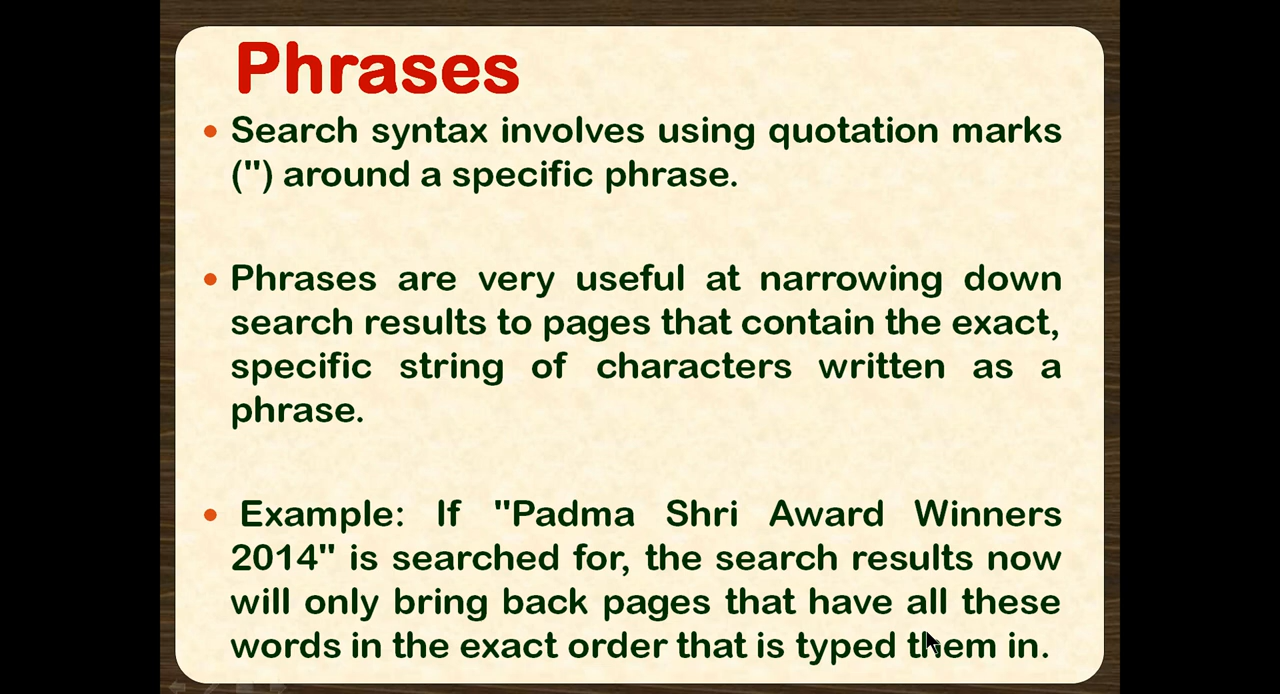 Phrases
• Search syntax involves using quotation marks
(") around a specific phrase.
• Phrases are very useful at narrowing down
search results to pages that contain the exact,
specific string of characters written as a
phrase.
• Example: If "Padma Shri Award Winners
2014" is searched for, the search results now
will only bring back pages that have all these
words in the exact order that is typed them in.